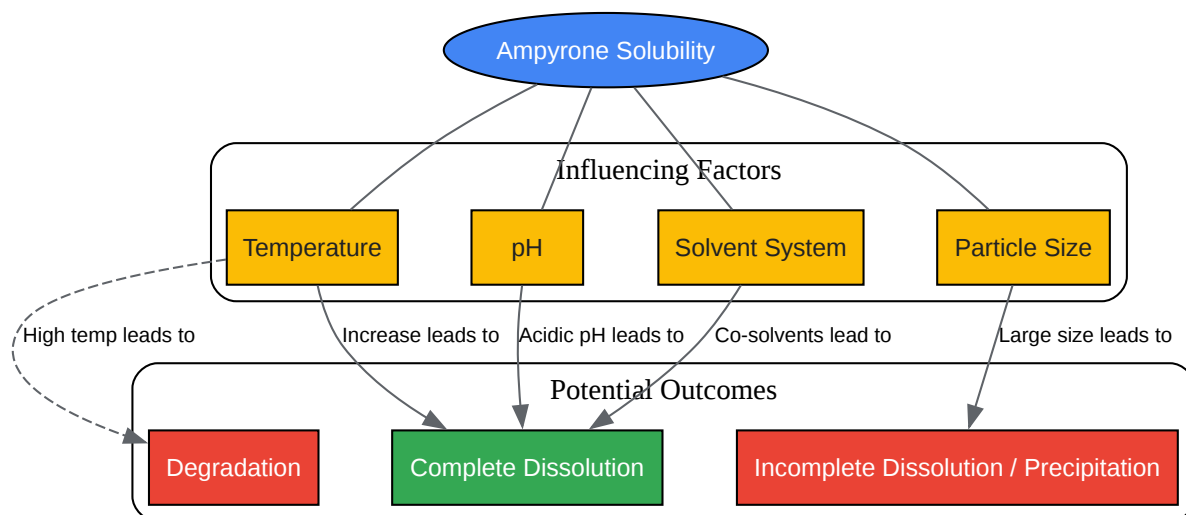 Ampyrone Solubility
Influencing Factors
Temperature
pH
Solvent System
Particle Size
High temp leads to
Increase leads to
Acidic pH leads to
Co-solvents lead to
Large size leads to
Potential Outcomes
Degradation
Complete Dissolution
Incomplete Dissolution / Precipitation